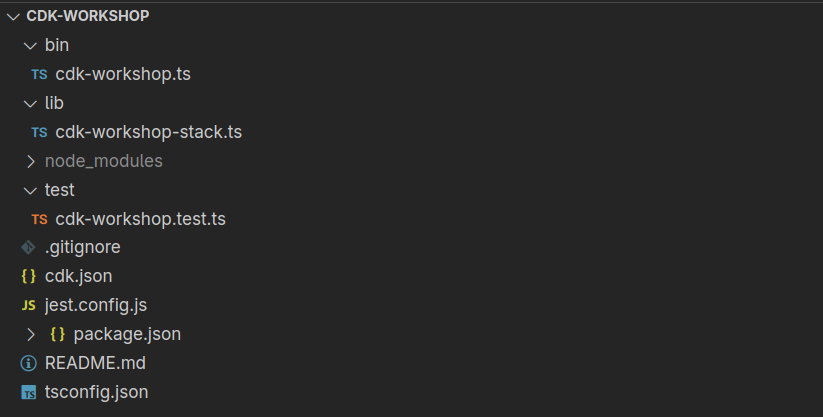 CDK-WORKSHOP
bin
TS cdk-workshop.ts
lib
TS cdk-workshop-stack.ts
node_modules
test
TS cdk-workshop.test.ts
.gitignore
{} cdk.json
JS jest.config.js
{} package.json
README.md
TS tsconfig.json